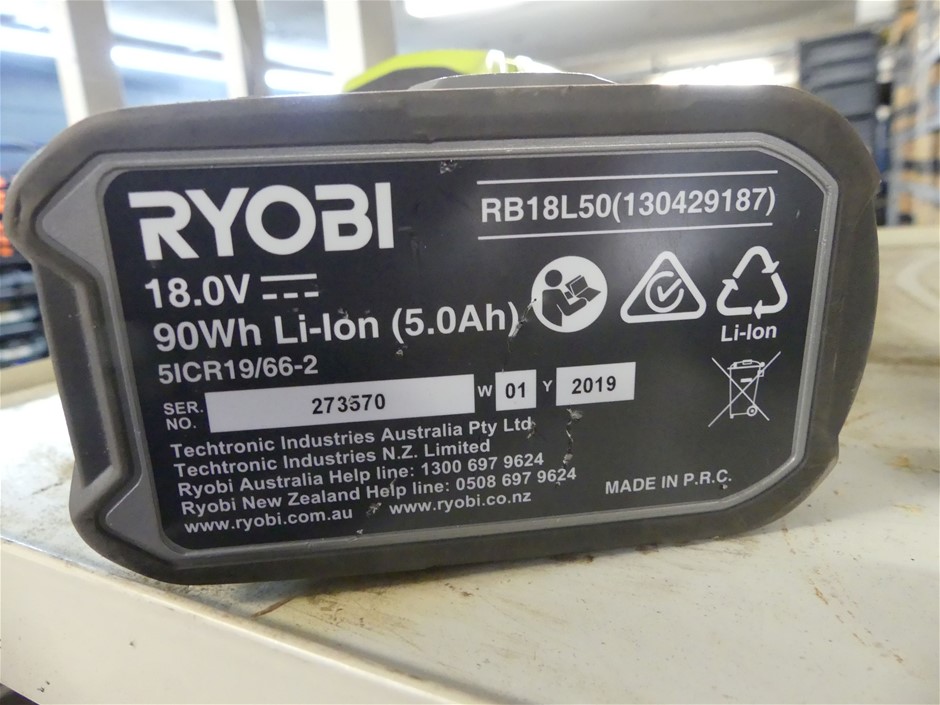 RYOBI
RB18L50(130429187)
18.0V
90Wh Li-Ion (5.0Ah)
Li-Ion
5ICR19/66-2
SER. NO. 273570 W 01 Y 2019
Techtronic Industries Australia Pty Ltd
Techtronic Industries N.Z. Limited
Ryobi Australia Help line: 1300 697 9624
Ryobi New Zealand Help line: 0508 697 9624
www.ryobi.com.au www.ryobi.co.nz
MADE IN P.R.C.